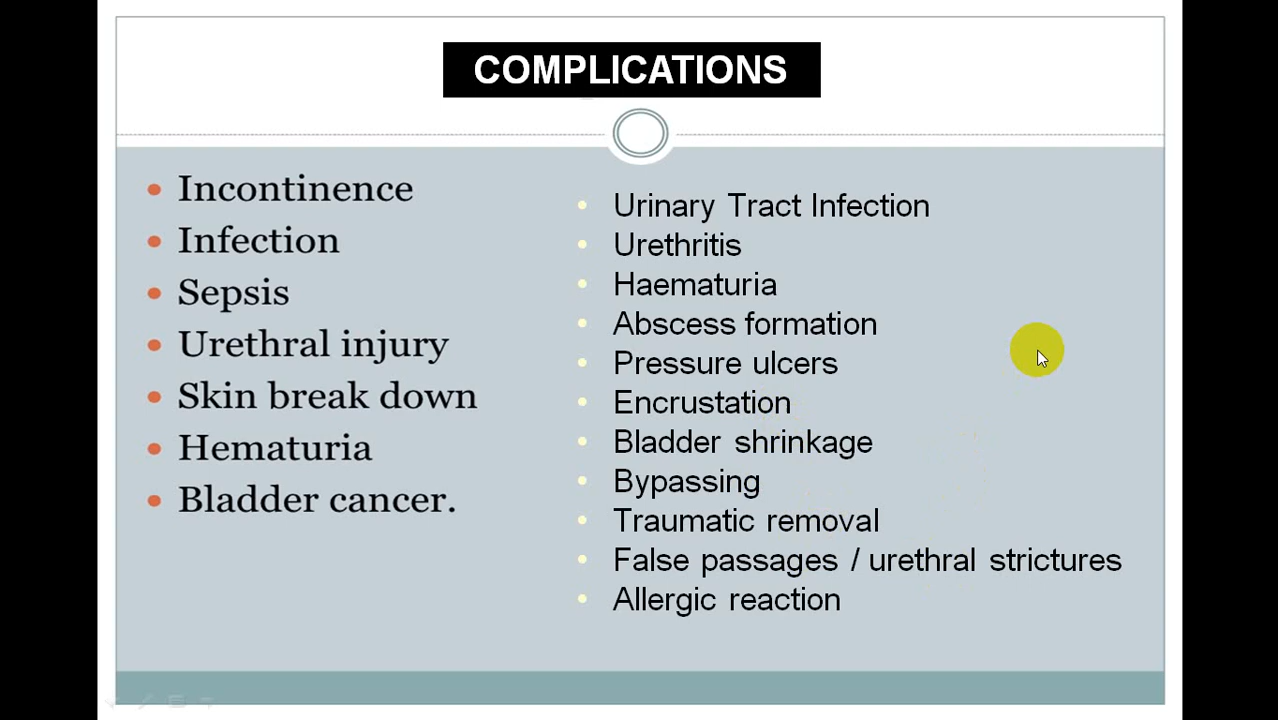 COMPLICATIONS
Incontinence
Infection
Sepsis
Urethral injury
Skin break down
Hematuria
Bladder cancer.
Urinary Tract Infection
Urethritis
Haematuria
Abscess formation
Pressure ulcers
Encrustation
Bladder shrinkage
Bypassing
Traumatic removal
False passages / urethral strictures
Allergic reaction